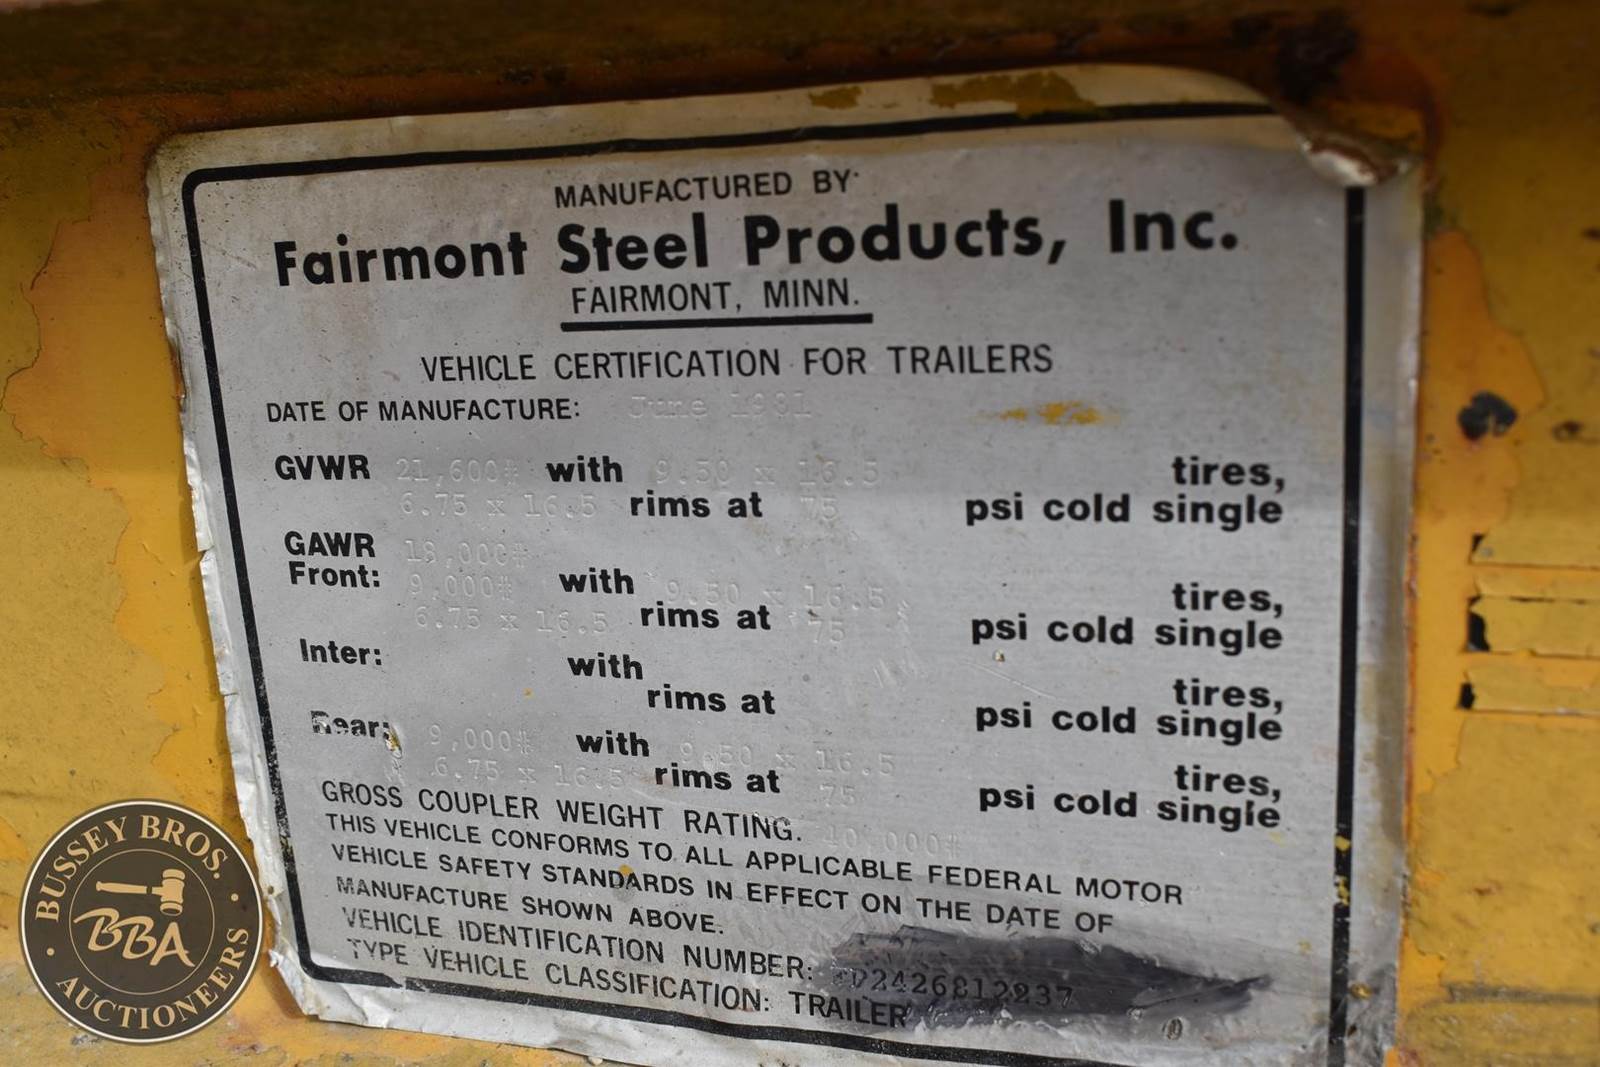 MANUFACTURED BY
Fairmont Steel Products, Inc.
FAIRMONT, MINN.
VEHICLE CERTIFICATION FOR TRAILERS
DATE OF MANUFACTURE: June 1981
GVWR 21,600# with 9.50 x 16.5 tires,
6.75 x 16.5 rims at 75 psi cold single
GAWR 18,000#
Front: 9,000# with 9.50 x 16.5 tires,
6.75 x 16.5 rims at 75 psi cold single
Inter: with tires,
rims at psi cold single
Rear: 9,000# with 9.50 x 16.5 tires,
6.75 x 16.5 rims at 75 psi cold single
GROSS COUPLER WEIGHT RATING. 10,000#
THIS VEHICLE CONFORMS TO ALL APPLICABLE FEDERAL MOTOR
VEHICLE SAFETY STANDARDS IN EFFECT ON THE DATE OF
MANUFACTURE SHOWN ABOVE.
VEHICLE IDENTIFICATION NUMBER:
TYPE VEHICLE CLASSIFICATION: TRAILER
BUSSEY BROS.
BBA
AUCTIONEERS